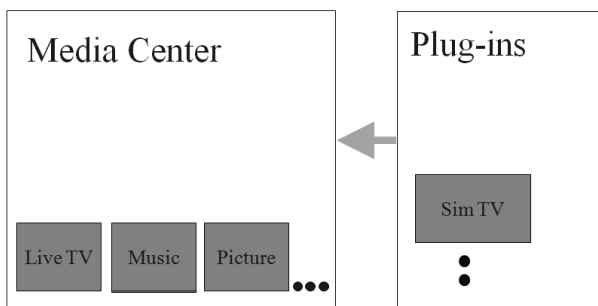 Media Center
Plug-ins
Sim TV
Live TV
Music
Picture